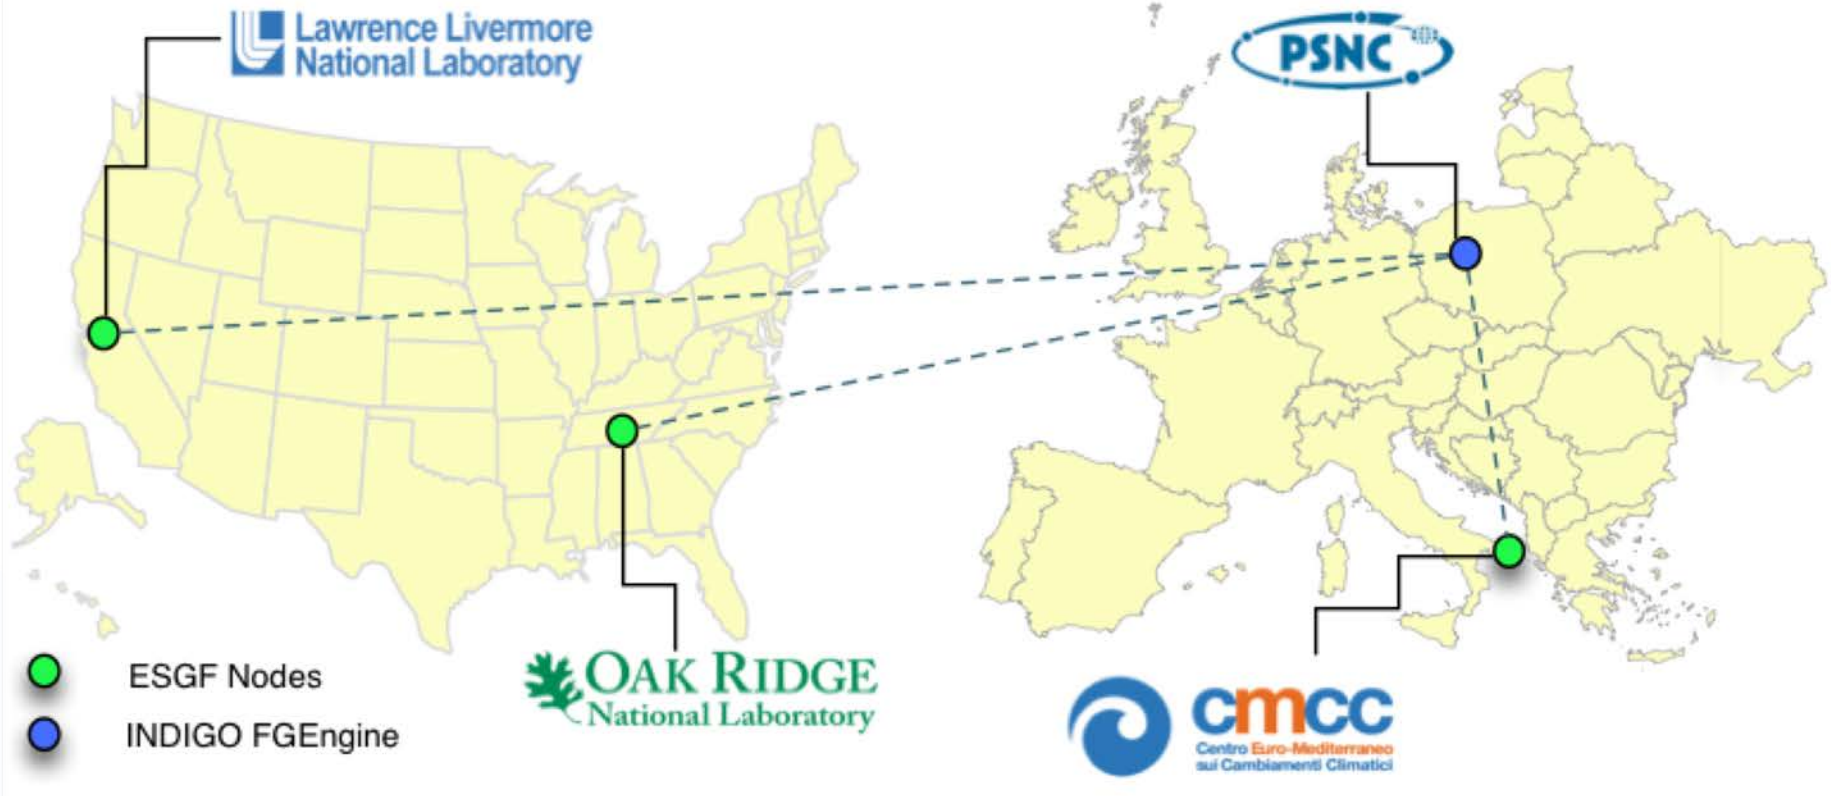 Lawrence Livermore
National Laboratory
PSNC
ESGF Nodes
INDIGO FGEngine
OAK RIDGE
National Laboratory
cmcc
Centro Euro-Mediterraneo
sui Cambiamenti Climatici